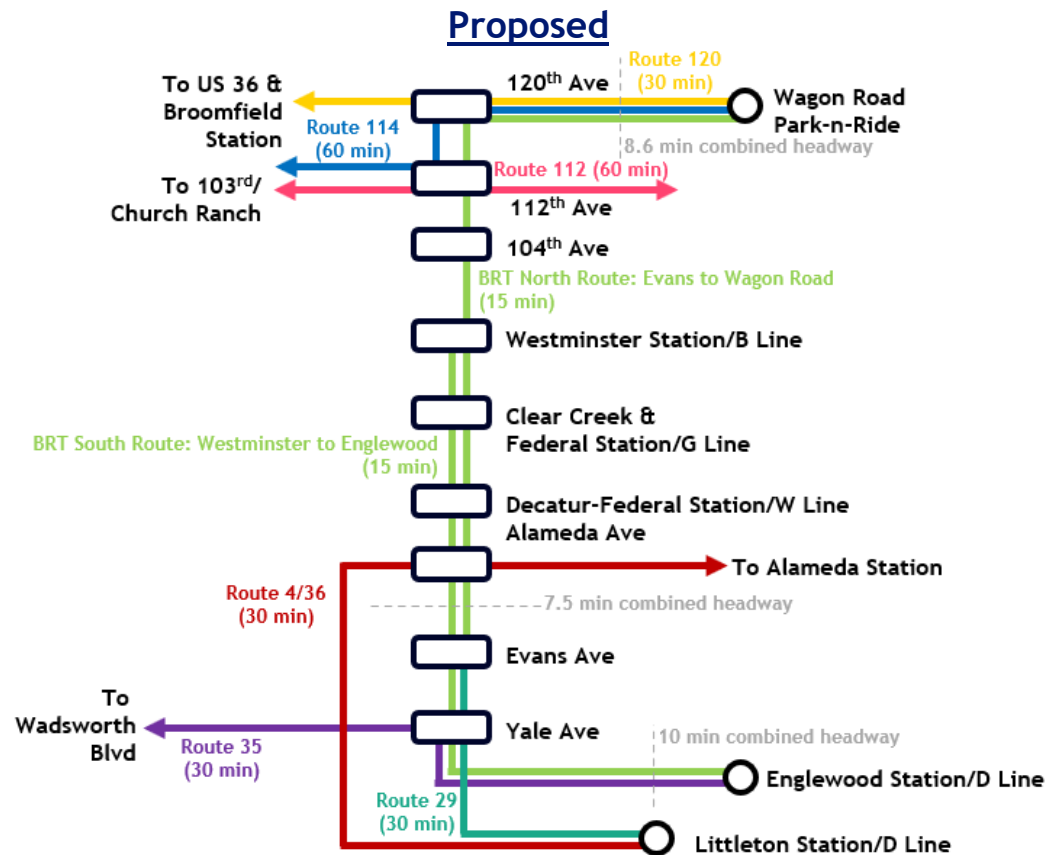 Proposed
To US 36 &
Broomfield
Station
120th Ave
Route 120
(30 min)
Wagon Road
Park-n-Ride
Route 114
(60 min)
8.6 min combined headway
To 103rd/
Church Ranch
Route 112 (60 min)
112th Ave
104th Ave
BRT North Route: Evans to Wagon Road
(15 min)
Westminster Station/B Line
Clear Creek &
Federal Station/G Line
BRT South Route: Westminster to Englewood
(15 min)
Decatur-Federal Station/W Line
Alameda Ave
To Alameda Station
Route 4/36
(30 min)
7.5 min combined headway
Evans Ave
To
Wadsworth
Blvd
Route 35
(30 min)
Yale Ave
10 min combined headway
Englewood Station/D Line
Route 29
(30 min)
Littleton Station/D Line